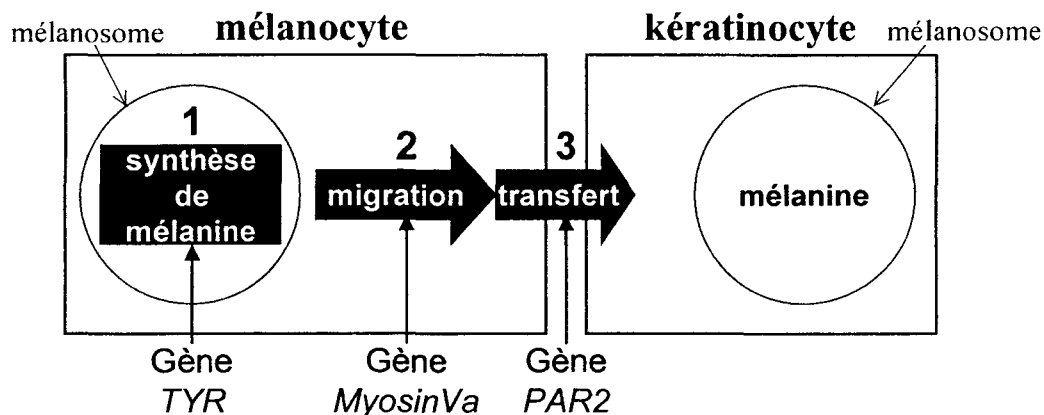 mélanocyte
kératinocyte
mélanosome
mélanosome
1
synthèse
de
mélanine
2
migration
3
transfert
mélanine
Gène
TYR
Gène
MyosinVa
Gène
PAR2